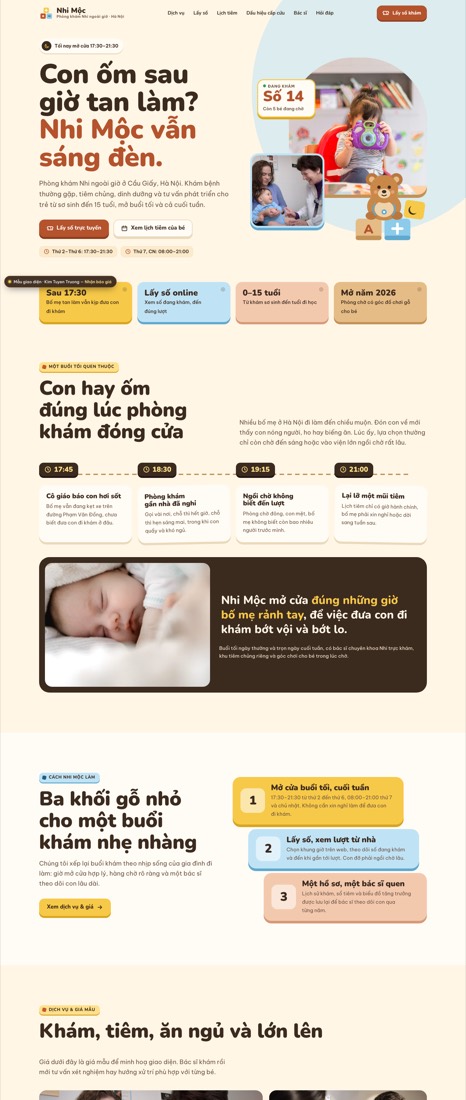 Nhi Mộc
Phòng khám Nhi ngoài giờ · Hà Nội
Dịch vụ
Lấy số
Lịch tiêm
Dấu hiệu cấp cứu
Bác sĩ
Hỏi đáp
Lấy số khám
Tối nay mở cửa 17:30–21:30
Con ốm sau
giờ tan làm?
Nhi Mộc vẫn
sáng đèn.
Phòng khám Nhi ngoài giờ ở Cầu Giấy, Hà Nội. Khám bệnh
thường gặp, tiêm chủng, dinh dưỡng và tư vấn phát triển cho
trẻ từ sơ sinh đến 15 tuổi, mở buổi tối và cả cuối tuần.
Lấy số trực tuyến
Xem lịch tiêm của bé
Thứ 2–Thứ 6: 17:30–21:30
Thứ 7, CN: 08:00–21:00
ĐANG KHÁM
Số 14
Còn 5 bé đang chờ
A
Mẫu giao diện · Kim Tuyen Truong – Nhận báo giá
Sau 17:30
Bố mẹ tan làm vẫn kịp đưa con
đi khám
Lấy số online
Xem số đang khám, đến
đúng lượt
0–15 tuổi
Từ khám sơ sinh đến tuổi đi học
Mở năm 2026
Phòng chờ có góc đồ chơi gỗ
cho bé
MỘT BUỔI TỐI QUEN THUỘC
Con hay ốm
đúng lúc phòng
khám đóng cửa
Nhiều bố mẹ ở Hà Nội đi làm đến chiều muộn. Đón con về mới
thấy con nóng người, ho hay biếng ăn. Lúc ấy, lựa chọn thường
chỉ còn chờ đến sáng hoặc vào viện lớn ngồi chờ rất lâu.
17:45
18:30
19:15
21:00
Cô giáo báo con hơi sốt
Bố mẹ vẫn đang kẹt xe trên
đường Phạm Văn Đồng, chưa
biết đưa con đi khám ở đâu.
Phòng khám
gần nhà đã nghỉ
Gọi vài nơi, chỗ thì hết giờ, chỗ
thì hẹn sáng mai, trong khi con
quấy và khó ngủ.
Ngồi chờ không
biết đến lượt
Phòng chờ đông, con mệt, bố
mẹ không biết còn bao nhiêu
người trước mình.
Lại lỡ một mũi tiêm
Lịch tiêm chỉ có giờ hành chính,
bố mẹ phải xin nghỉ hoặc dời
sang tuần sau.
Nhi Mộc mở cửa đúng những giờ
bố mẹ rảnh tay, để việc đưa con đi
khám bớt vội và bớt lo.
Buổi tối ngày thường và trọn ngày cuối tuần, có bác sĩ chuyên khoa Nhi trực khám,
khu tiêm chủng riêng và góc chơi cho bé trong lúc chờ.
CÁCH NHI MỘC LÀM
Ba khối gỗ nhỏ
cho một buổi
khám nhẹ nhàng
Chúng tôi xếp lại buổi khám theo nhịp sống của gia đình đi
làm: giờ mở cửa hợp lý, hàng chờ rõ ràng và một bác sĩ
theo dõi con lâu dài.
Xem dịch vụ & giá →
1
Mở cửa buổi tối, cuối tuần
17:30–21:30 từ thứ 2 đến thứ 6, 08:00–21:00 thứ 7
và chủ nhật. Không cần xin nghỉ làm để đưa con
đi khám.
2
Lấy số, xem lượt từ nhà
Chọn khung giờ trên web, theo dõi số đang khám
và đến khi gần tới lượt. Con đỡ phải ngồi chờ lâu.
3
Một hồ sơ, một bác sĩ quen
Lịch sử khám, sổ tiêm và biểu đồ tăng trưởng
được lưu lại để bác sĩ theo dõi con qua
từng năm.
DỊCH VỤ & GIÁ MẪU
Khám, tiêm, ăn ngủ và lớn lên
Giá dưới đây là giá mẫu để minh hoạ giao diện. Bác sĩ khám rồi
mới tư vấn xét nghiệm hay hướng xử trí phù hợp với từng bé.